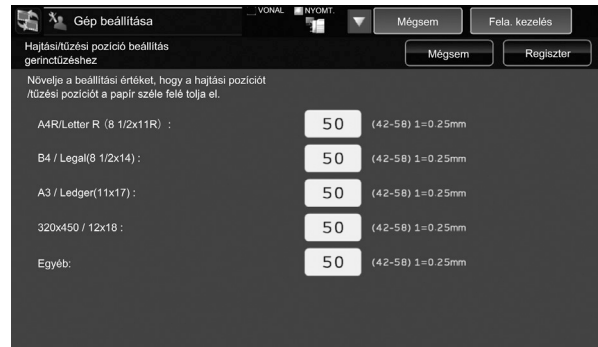 Gép beállítása
VONAL
NYOMT.
Mégsem
Fela. kezelés
Hajtási/tűzési pozíció beállítás
gerinctűzéshez
Mégsem
Regiszter
Növelje a beállítási értéket, hogy a hajtási pozíciót
/tűzési pozíciót a papír széle felé tolja el.
A4R/Letter R (8 1/2x11R) : 50 (42-58) 1=0.25mm
B4 / Legal(8 1/2x14) : 50 (42-58) 1=0.25mm
A3 / Ledger(11x17) : 50 (42-58) 1=0.25mm
320x450 / 12x18 : 50 (42-58) 1=0.25mm
Egyéb: 50 (42-58) 1=0.25mm